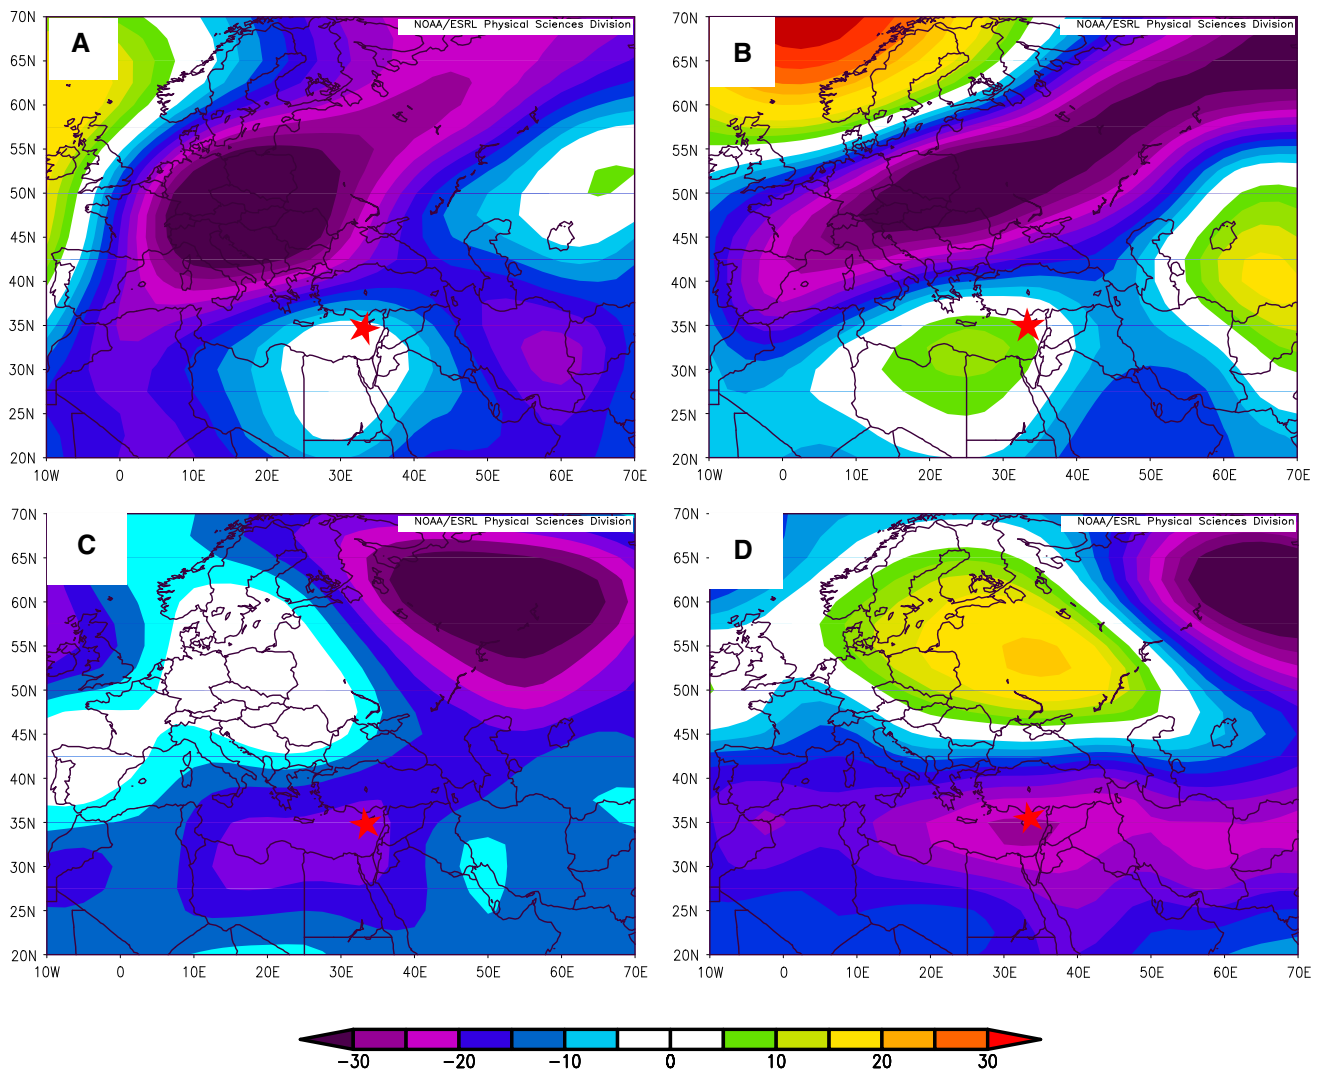 A
NOAA/ESRL Physical Sciences Division
70N
65N
60N
55N
50N
45N
40N
35N
30N
25N
20N
10W 0 10E 20E 30E 40E 50E 60E 70E
B
NOAA/ESRL Physical Sciences Division
70N
65N
60N
55N
50N
45N
40N
35N
30N
25N
20N
10W 0 10E 20E 30E 40E 50E 60E 70E
C
NOAA/ESRL Physical Sciences Division
70N
65N
60N
55N
50N
45N
40N
35N
30N
25N
20N
10W 0 10E 20E 30E 40E 50E 60E 70E
D
NOAA/ESRL Physical Sciences Division
70N
65N
60N
55N
50N
45N
40N
35N
30N
25N
20N
10W 0 10E 20E 30E 40E 50E 60E 70E
−30 −20 −10 0 10 20 30